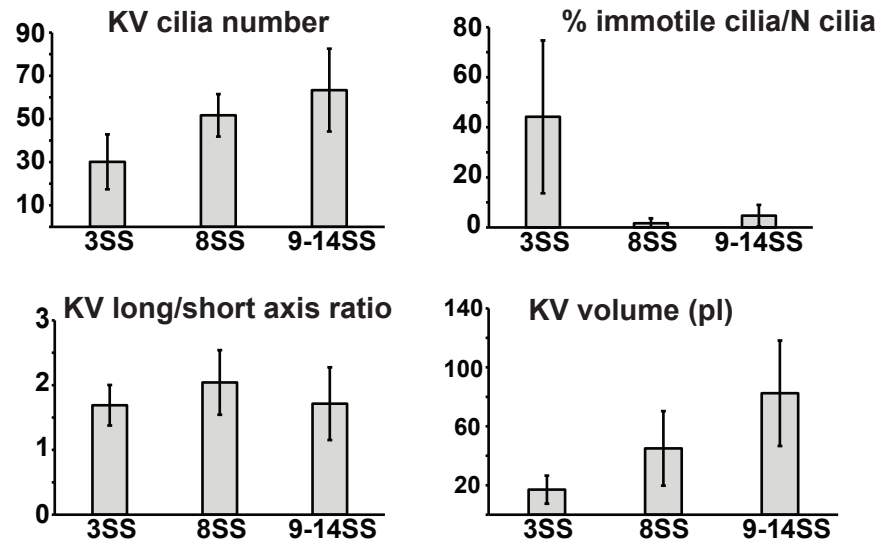 KV cilia number
90
70
50
30
10
3SS 8SS 9-14SS
% immotile cilia/N cilia
80
60
40
20
0
3SS 8SS 9-14SS
KV long/short axis ratio
3
2
1
0
3SS 8SS 9-14SS
KV volume (pl)
140
100
60
20
3SS 8SS 9-14SS